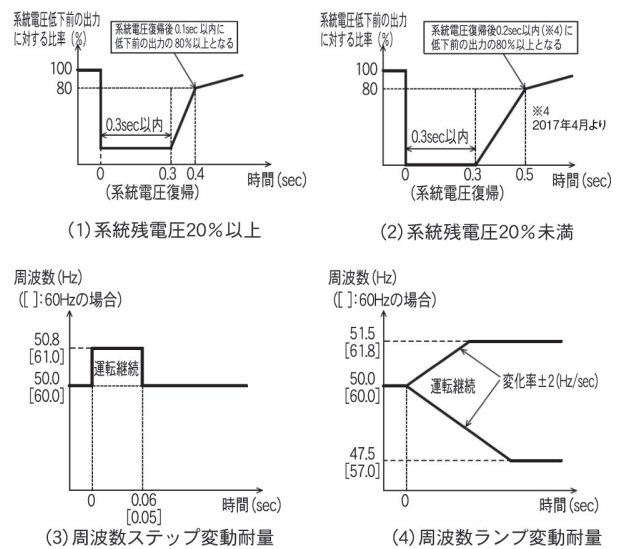 系統電圧低下前の出力
に対する比率（％）
系統電圧復帰後 0.1sec 以内に
低下前の出力の 80％以上となる
100
80
0.3sec以内
0
0.3
0.4
時間(sec)
(系統電圧復帰)
(1)系統残電圧20％以上
系統電圧低下前の出力
に対する比率（％）
系統電圧復帰後0.2sec以内(※4)に
低下前の出力の80％以上となる
100
80
※4
2017年4月より
0.3sec以内
0
0.3
0.5
時間(sec)
(系統電圧復帰)
(2)系統残電圧20％未満
周波数(Hz)
([ ]:60Hzの場合)
50.8
[61.0]
運転継続
50.0
[60.0]
0
0.06
[0.05]
時間(sec)
(3)周波数ステップ変動耐量
周波数(Hz)
([ ]:60Hzの場合)
51.5
[61.8]
50.0
[60.0]
運転継続
変化率±2(Hz/sec)
47.5
[57.0]
0
時間(sec)
(4)周波数ランプ変動耐量